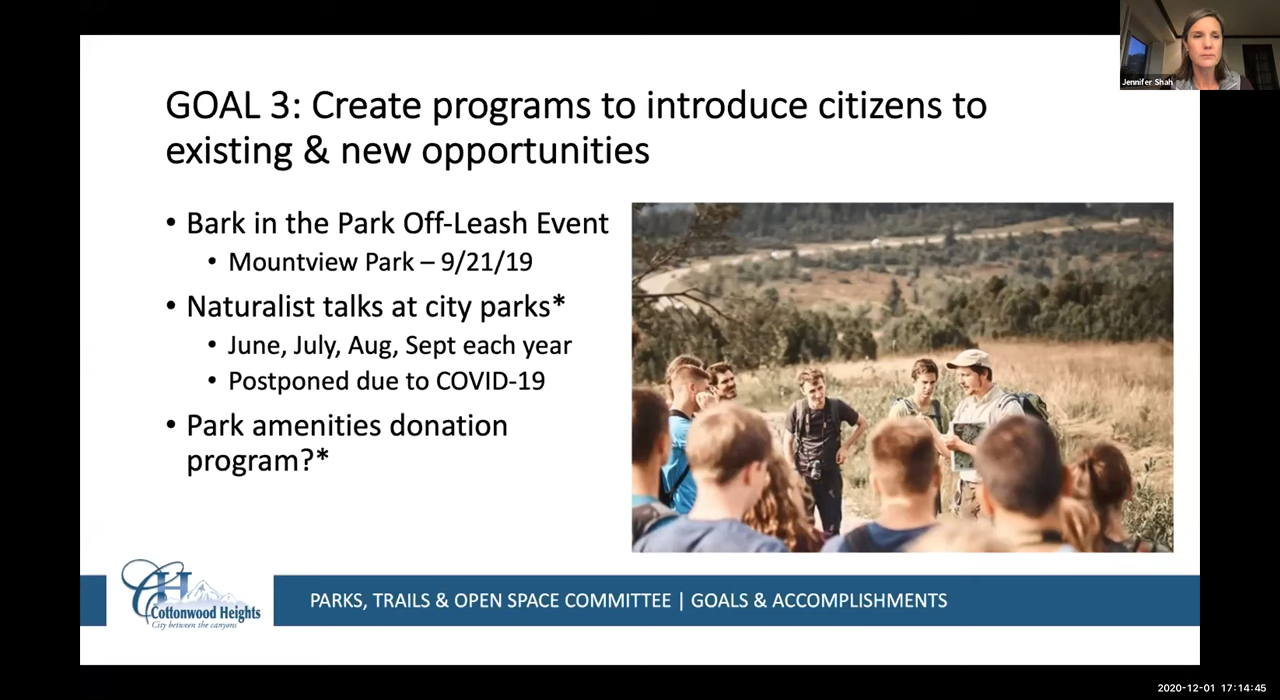 Jennifer Shah
GOAL 3: Create programs to introduce citizens to
existing & new opportunities
• Bark in the Park Off-Leash Event
• Mountview Park – 9/21/19
• Naturalist talks at city parks*
• June, July, Aug, Sept each year
• Postponed due to COVID-19
• Park amenities donation
program?*
CH
Cottonwood Heights
City between the canyons
PARKS, TRAILS & OPEN SPACE COMMITTEE | GOALS & ACCOMPLISHMENTS
2020-12-01 17:14:45